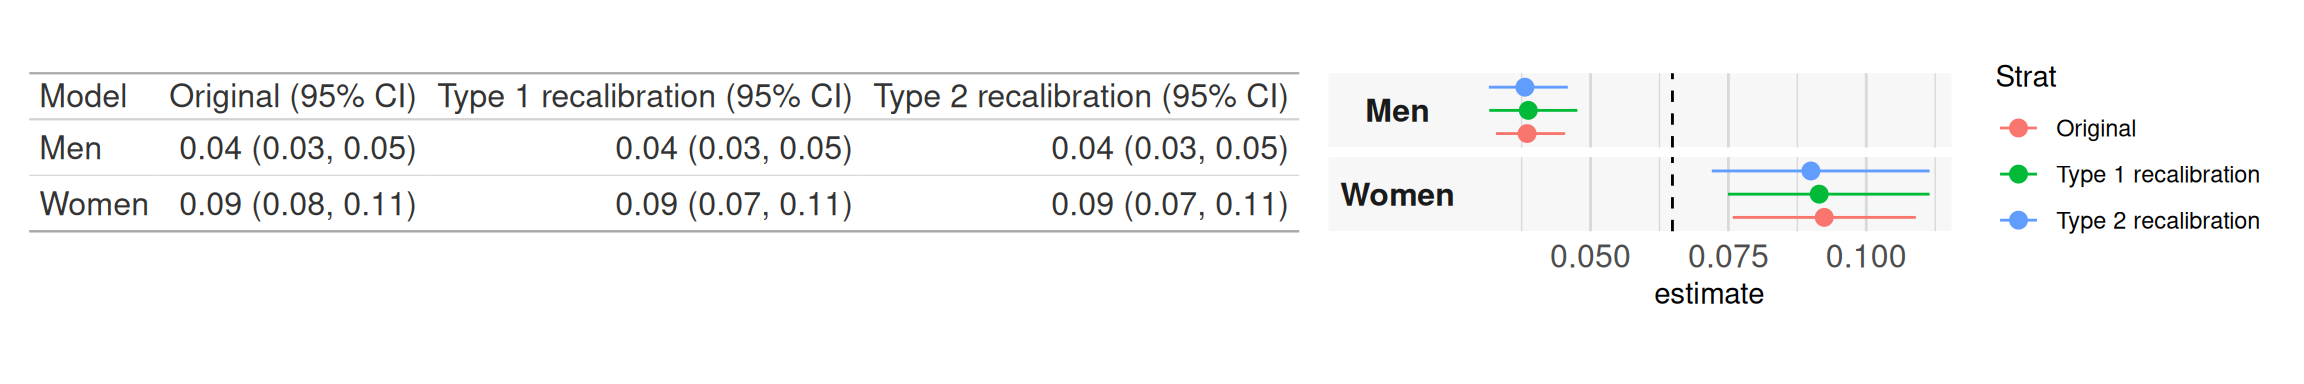 Model Original (95% CI) Type 1 recalibration (95% CI) Type 2 recalibration (95% CI)
Men 0.04 (0.03, 0.05) 0.04 (0.03, 0.05) 0.04 (0.03, 0.05)
Women 0.09 (0.08, 0.11) 0.09 (0.07, 0.11) 0.09 (0.07, 0.11)
Men
Women
0.050 0.075 0.100
estimate
Strat
Original
Type 1 recalibration
Type 2 recalibration